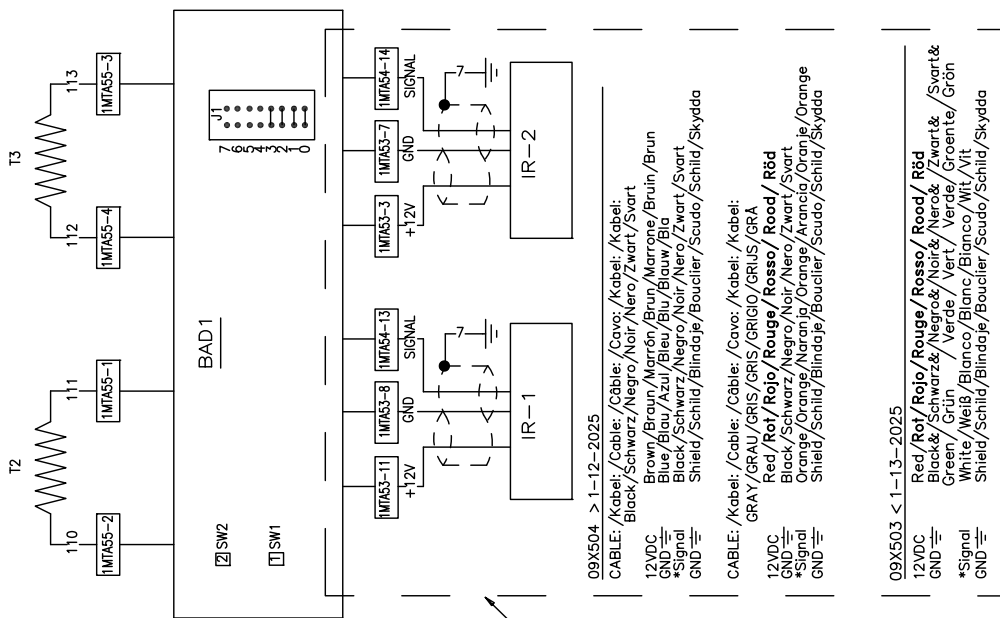 T2
T3
110
111
112
113
1MTA55-2
1MTA55-1
1MTA55-4
1MTA55-3
BAD1
2 SW2
1 SW1
J1
7
6
5
4
3
2
1
0
1MTA53-11
1MTA53-8
1MTA54-13
+12V
GND
SIGNAL
7
IR-1
1MTA53-3
1MTA53-7
1MTA54-14
+12V
GND
SIGNAL
7
IR-2
09X504 > 1-12-2025
CABLE: /Kabel: /Cable: /Câble: /Cavo: /Kabel: /Kabel:
Black/Schwarz/Negro/Noir/Nero/Zwart/Svart
12VDC Brown/Braun/Marrón/Brun/Marrone/Bruin/Brun
GND Blue/Blau/Azul/Bleu/Blu/Blauw/Bla
*Signal Black/Schwarz/Negro/Noir/Nero/Zwart/Svart
GND Shield/Schild/Blindaje/Bouclier/Scudo/Schild/Skydda
CABLE: /Kabel: /Cable: /Câble: /Cavo: /Kabel: /Kabel:
GRAY/GRAU/GRIS/GRIS/GRIGIO/GRIJS/GRÅ
12VDC Red/Rot/Rojo/Rouge/Rosso/Rood/Röd
GND Black/Schwarz/Negro/Noir/Nero/Zwart/Svart
*Signal Orange/Orange/Naranja/Orange/Arancia/Oranje/Orange
GND Shield/Schild/Blindaje/Bouclier/Scudo/Schild/Skydda
09X503 < 1-13-2025
12VDC Red/Rot/Rojo/Rouge/Rosso/Rood/Röd
GND Black&/Schwarz&/Negro&/Noir&/Nero&/Zwart&/Svart&
Green/Grün/Verde/Vert/Verde/Groente/Grön
*Signal White/Weiß/Blanco/Blanc/Bianco/Wit/Vit
GND Shield/Schild/Blindaje/Bouclier/Scudo/Schild/Skydda